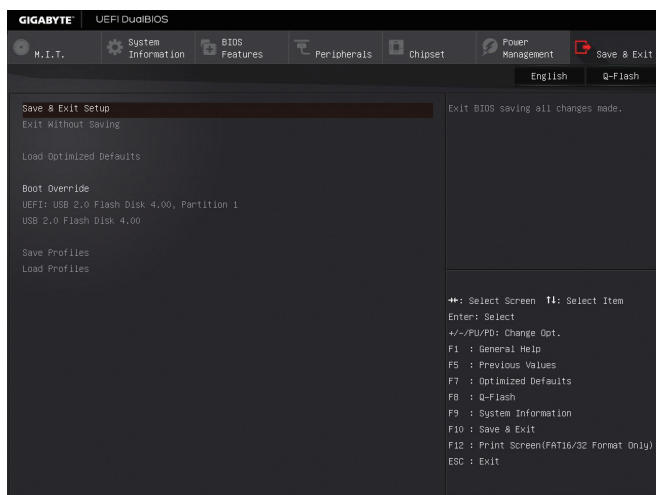 GIGABYTE™ UEFI DualBIOS
M.I.T.
System Information
BIOS Features
Peripherals
Chipset
Power Management
Save & Exit
English
Q-Flash
Save & Exit Setup
Exit Without Saving
Load Optimized Defaults
Boot Override
UEFI: USB 2.0 Flash Disk 4.00, Partition 1
USB 2.0 Flash Disk 4.00
Save Profiles
Load Profiles
Exit BIOS saving all changes made.
→←: Select Screen ↑↓: Select Item
Enter: Select
+/-/PU/PD: Change Opt.
F1 : General Help
F5 : Previous Values
F7 : Optimized Defaults
F8 : Q-Flash
F9 : System Information
F10 : Save & Exit
F12 : Print Screen(FAT16/32 Format Only)
ESC : Exit